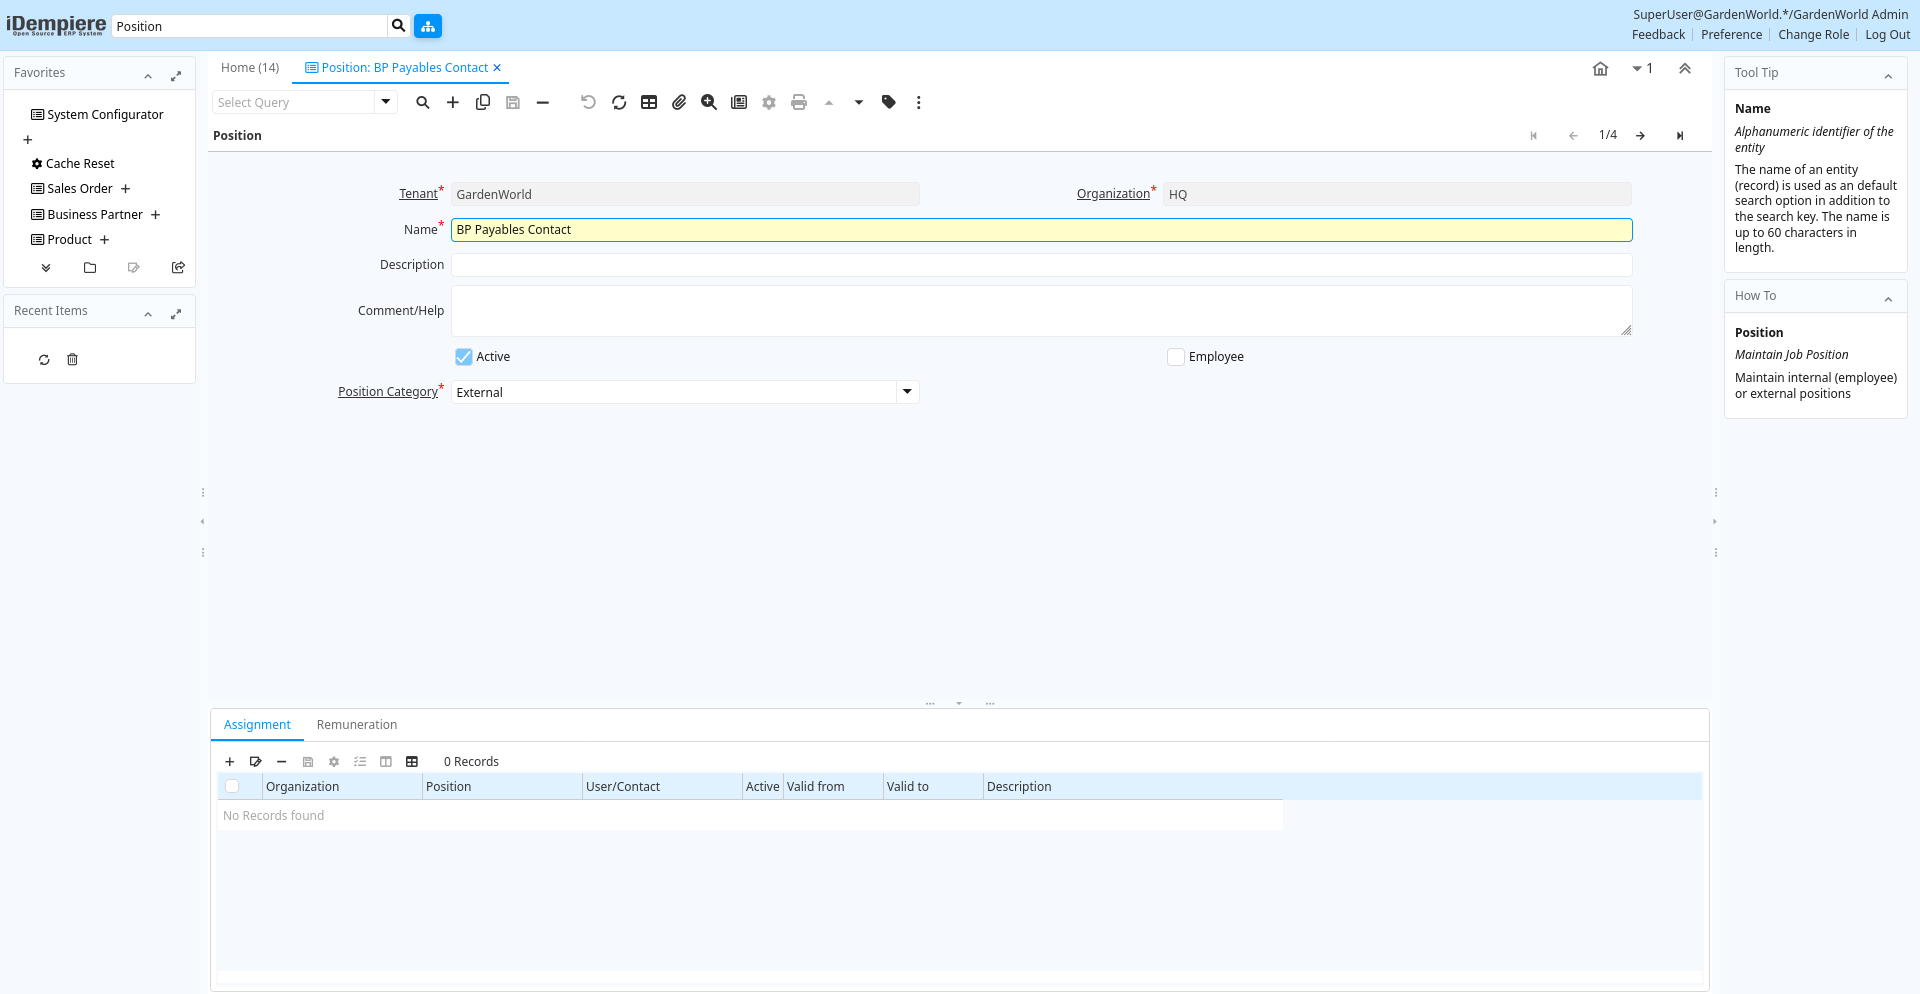 iDempiere
Open Source ERP System
Position
SuperUser@GardenWorld.*/GardenWorld Admin
Feedback
Preference
Change Role
Log Out
Favorites
System Configurator
Cache Reset
Sales Order
Business Partner
Product
Recent Items
Home (14)
Position: BP Payables Contact
1
Select Query
Position
1/4
Tenant*
GardenWorld
Organization*
HQ
Name*
BP Payables Contact
Description
Comment/Help
Active
Employee
Position Category*
External
Assignment
Remuneration
0 Records
Organization
Position
User/Contact
Active
Valid from
Valid to
Description
No Records found
Tool Tip
Name
Alphanumeric identifier of the
entity
The name of an entity
(record) is used as an default
search option in addition to
the search key. The name is
up to 60 characters in
length.
How To
Position
Maintain Job Position
Maintain internal (employee)
or external positions